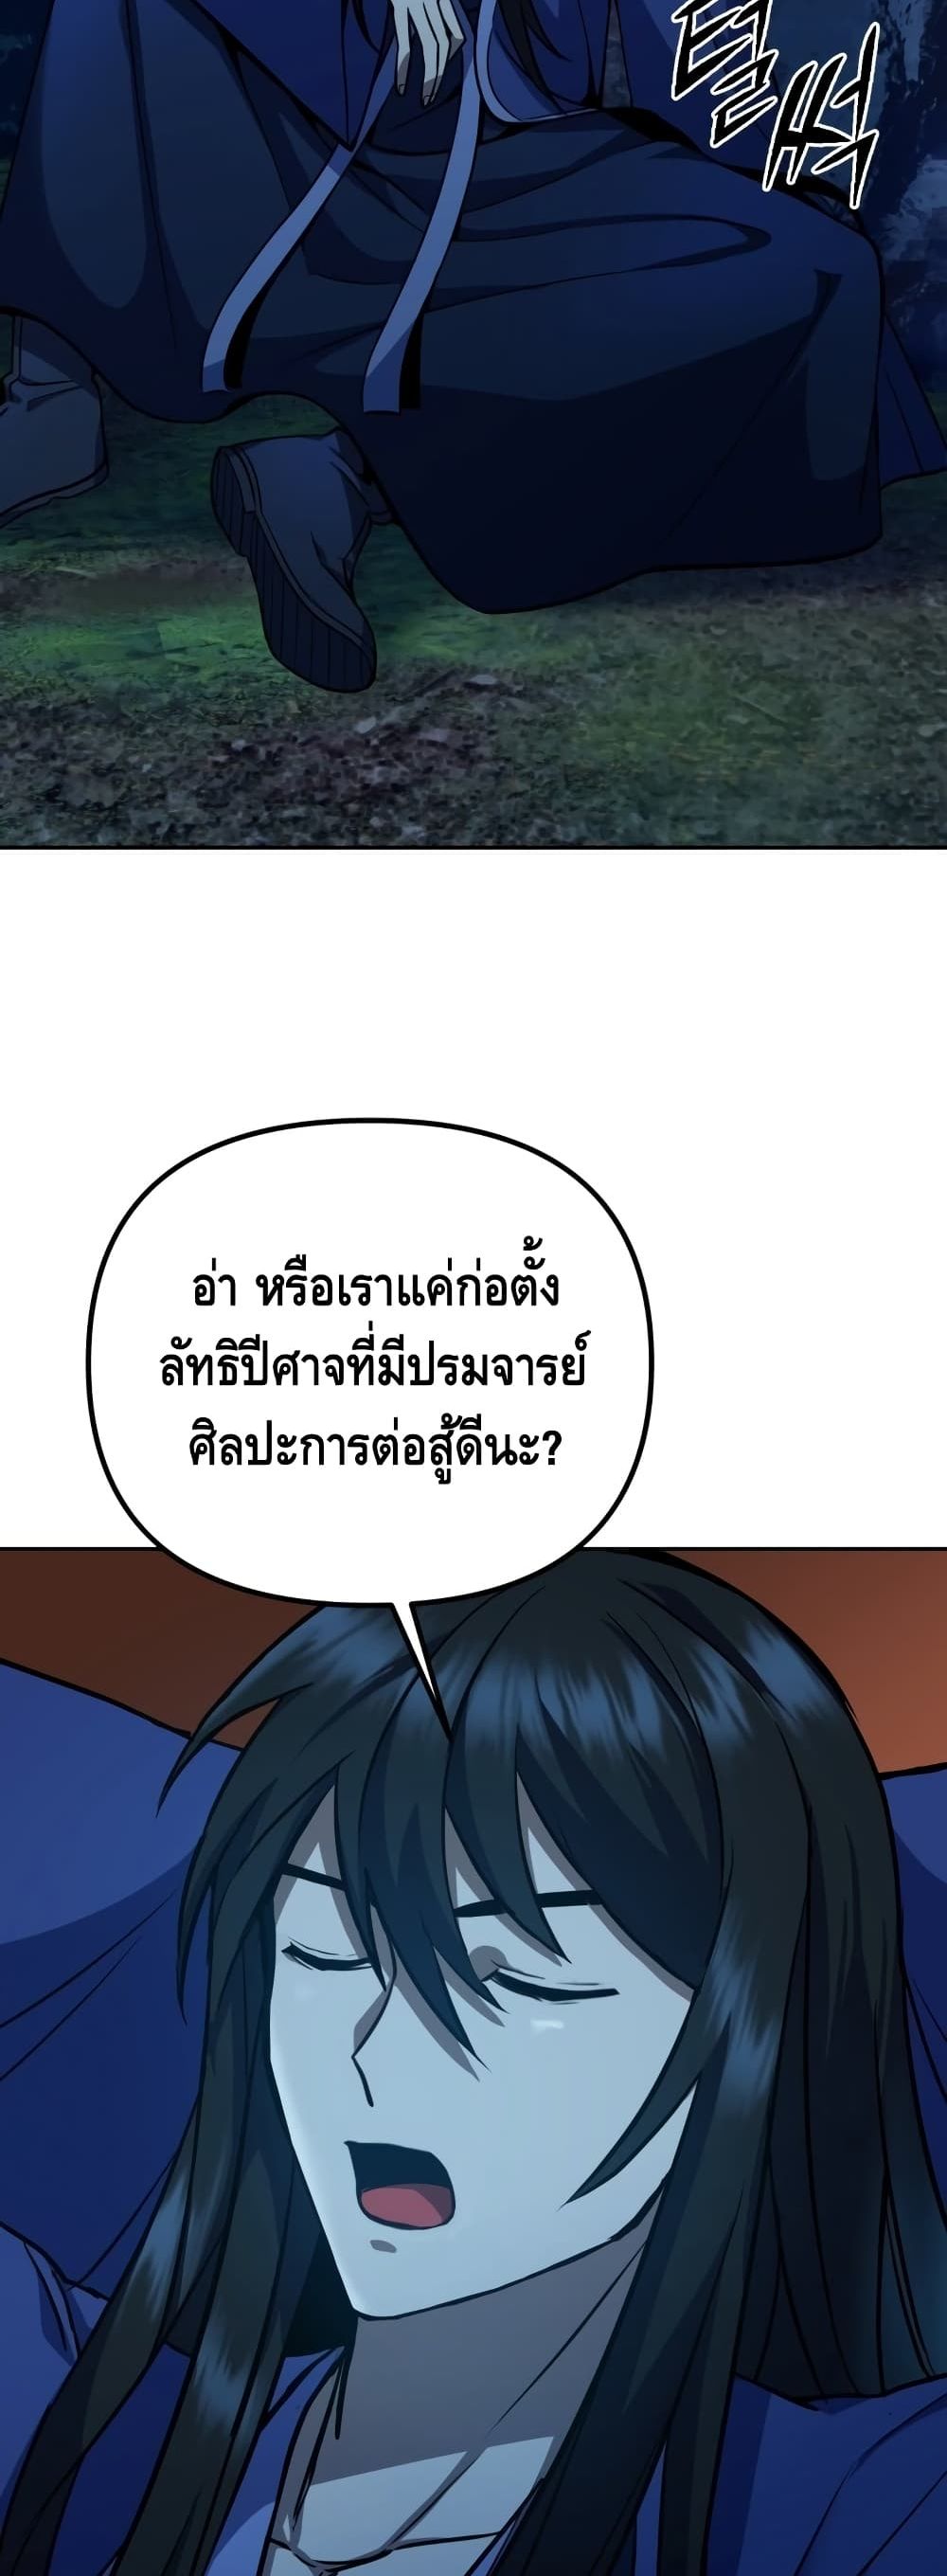 털썩
อ่า หรือเราแค่ก่อตั้ง
ลัทธิปีศาจที่มีปรมจารย์
ศิลปะการต่อสู้ดีนะ?